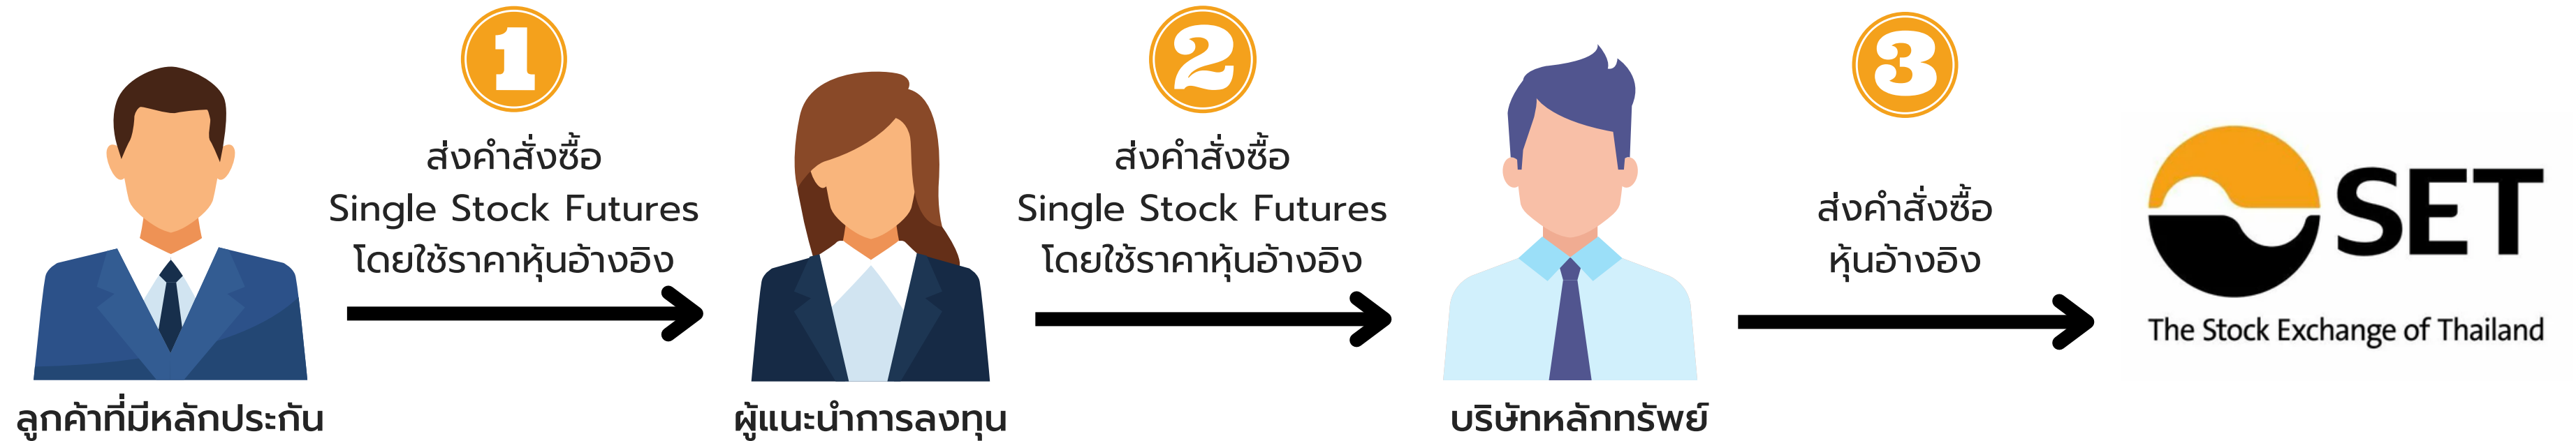 1
ส่งคำสั่งซื้อ
Single Stock Futures
โดยใช้ราคาหุ้นอ้างอิง
ลูกค้าที่มีหลักประกัน
2
ส่งคำสั่งซื้อ
Single Stock Futures
โดยใช้ราคาหุ้นอ้างอิง
ผู้แนะนำการลงทุน
3
ส่งคำสั่งซื้อ
หุ้นอ้างอิง
บริษัทหลักทรัพย์
SET
The Stock Exchange of Thailand